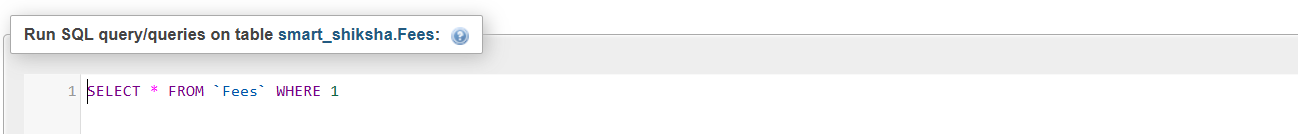 Run SQL query/queries on table smart_shiksha.Fees:
1 SELECT * FROM `Fees` WHERE 1